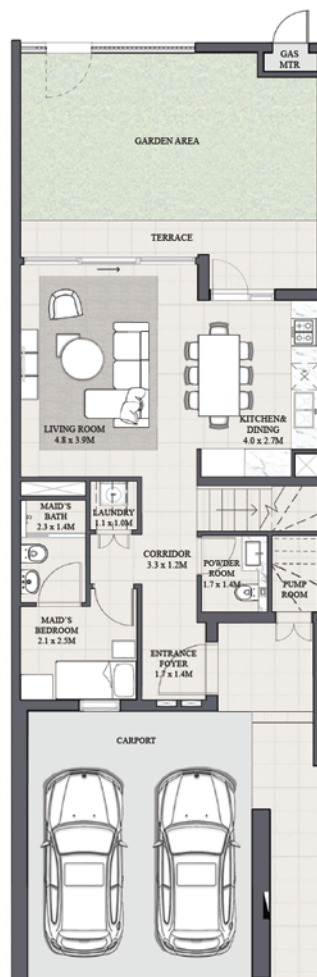 GAS
MTR
GARDEN AREA
TERRACE
LIVING ROOM
4.8 x 3.9M
KITCHEN&
DINING
4.0 x 2.7M
MAID'S
BATH
2.3 x 1.4M
LAUNDRY
1.1 x 1.0M
CORRIDOR
3.3 x 1.2M
POWDER
ROOM
1.7 x 1.4M
PUMP
ROOM
MAID'S
BEDROOM
2.1 x 2.5M
ENTRANCE
FOYER
1.7 x 1.4M
CARPORT